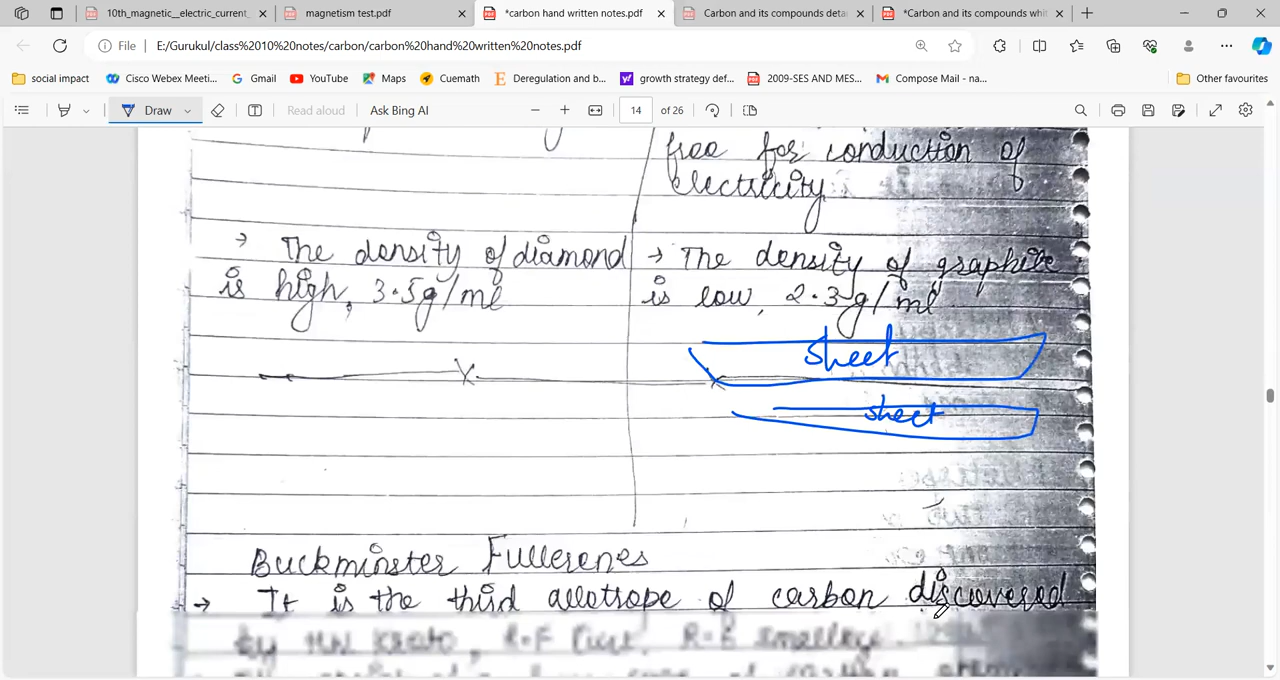 10th_magnetic__electric_current_
magnetism test.pdf
*carbon hand written notes.pdf
Carbon and its compounds deta
*Carbon and its compounds whi
File
E:/Gurukul/class%2010%20notes/carbon/carbon%20hand%20written%20notes.pdf
social impact
Cisco Webex Meeti...
Gmail
YouTube
Maps
Cuemath
Deregulation and b...
growth strategy def...
2009-SES AND MES...
Compose Mail - na...
Other favourites
Draw
Read aloud
Ask Bing AI
14
of 26
free for conduction of
electricity
→ The density of diamond
is high, 3.5g/ml
→ The density of graphite
is low, 2.3g/ml
Sheet
sheet
Buckminster Fullerenes
→ It is the third allotrope of carbon discovered
by
R.F
of carbon